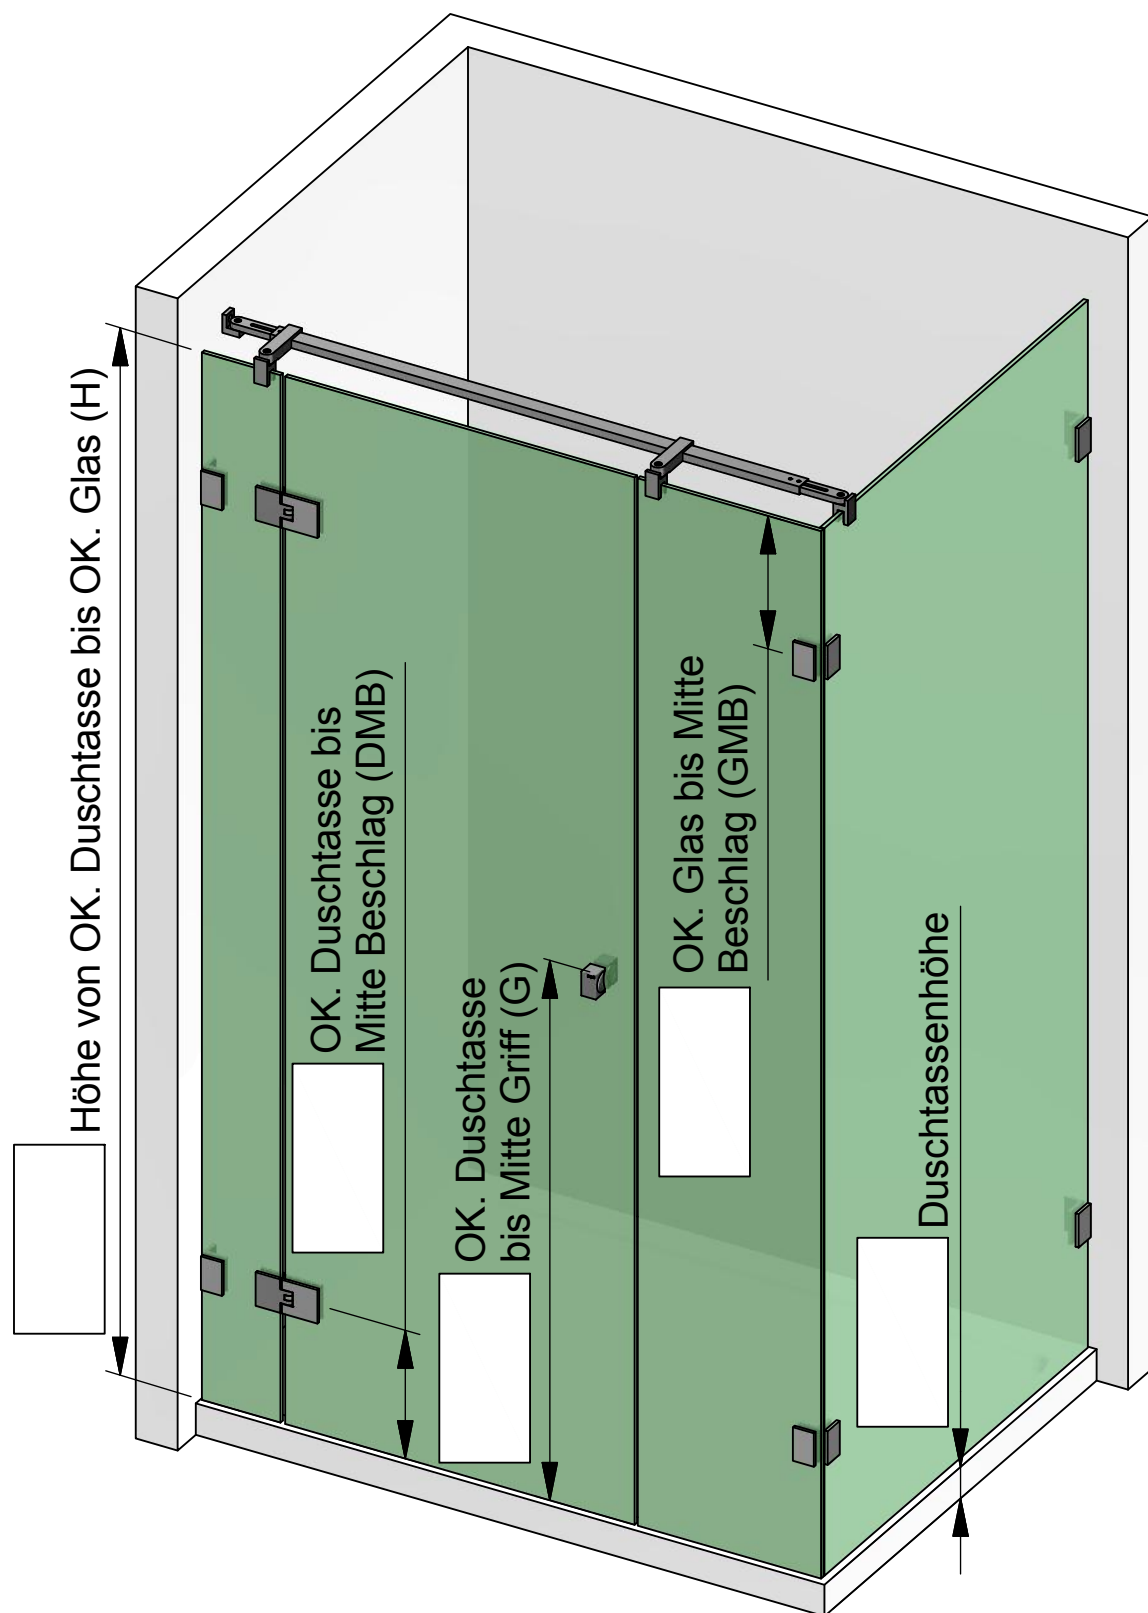 Höhe von OK. Duschtasse bis OK. Glas (H)
OK. Duschtasse bis
Mitte Beschlag (DMB)
OK. Duschtasse
bis Mitte Griff (G)
OK. Glas bis Mitte
Beschlag (GMB)
Duschtassenhöhe